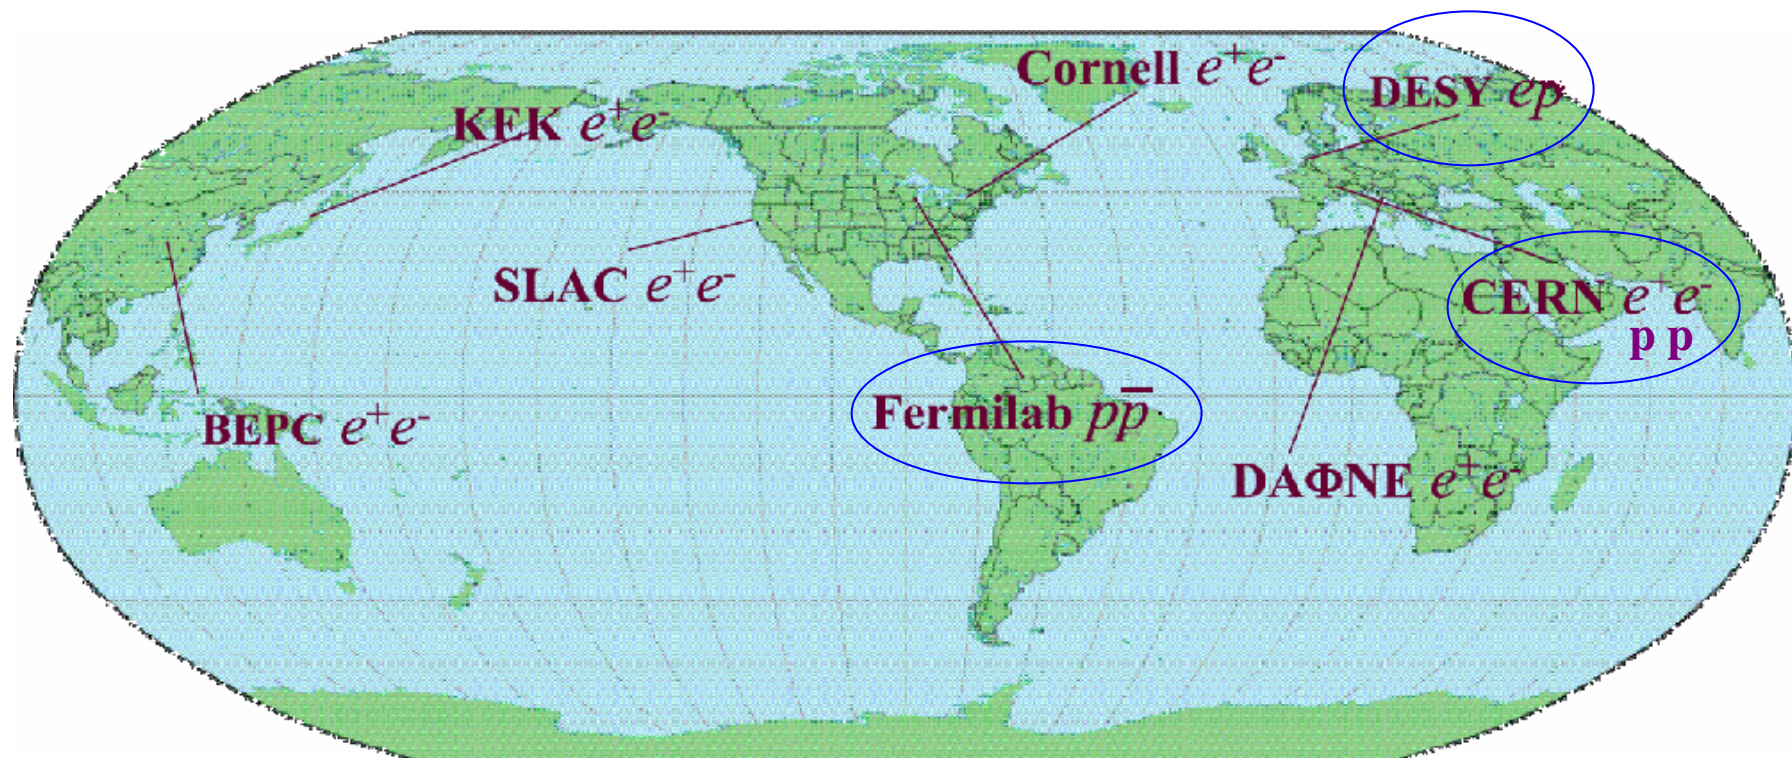 Cornell e⁺e⁻
DESY ep
KEK e⁺e⁻
SLAC e⁺e⁻
CERN e⁺e⁻
p p
Fermilab pp̅
BEPC e⁺e⁻
DAΦNE e⁺e⁻